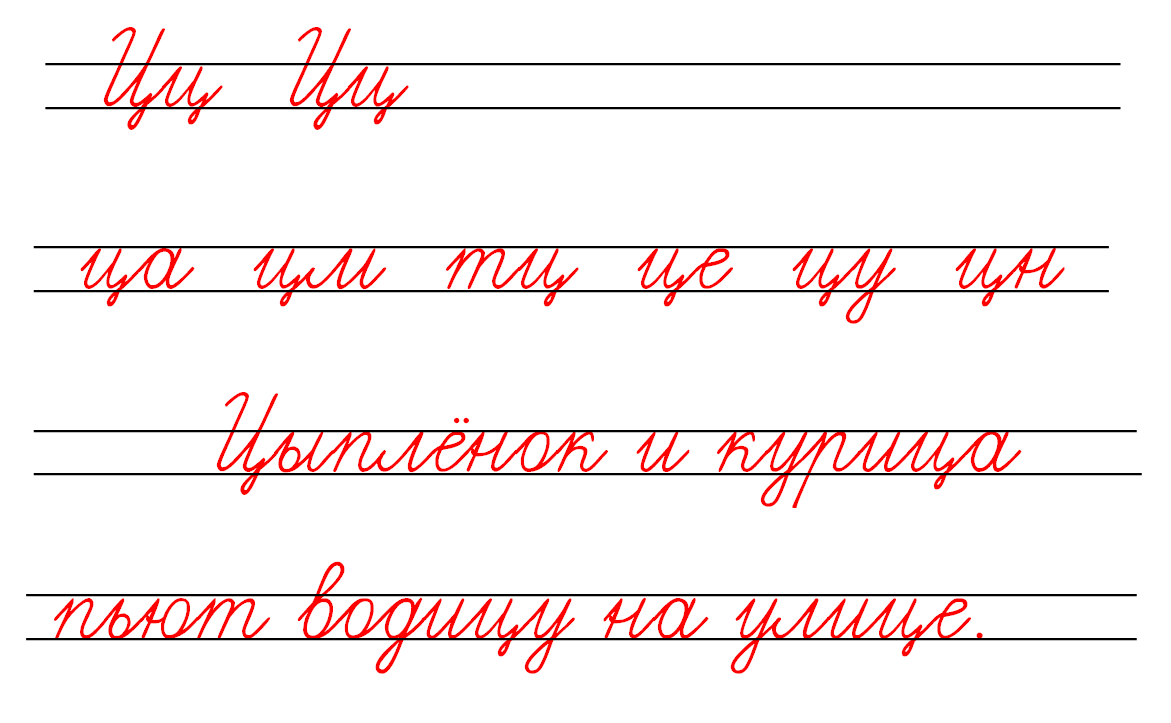 Цц Цц
ца цм тц це цу цн
Цыплёнок и курица
пьют водицу на улице.